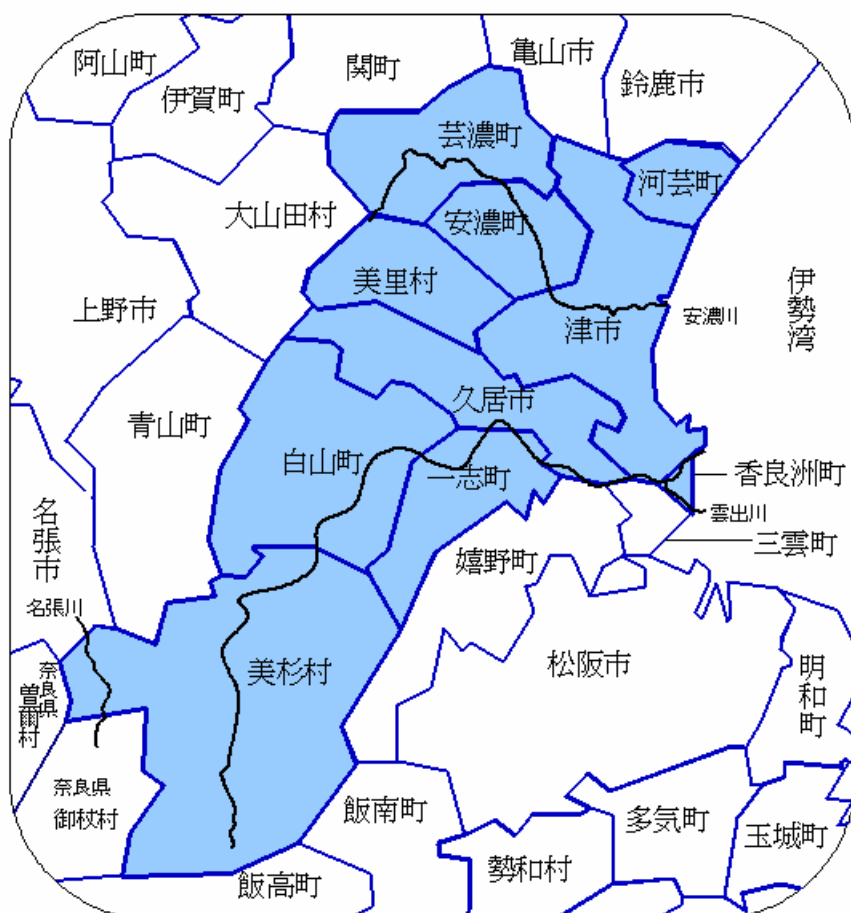 阿山町
伊賀町
関町
亀山市
鈴鹿市
芸濃町
河芸町
大山田村
安濃町
美里村
上野市
津市
安濃川
伊勢湾
青山町
久居市
白山町
一志町
香良洲町
雲出川
三雲町
名張市
嬉野町
名張川
美杉村
松阪市
明和町
奈良県
曽爾村
奈良県
御杖村
飯南町
多気町
玉城町
勢和村
飯高町